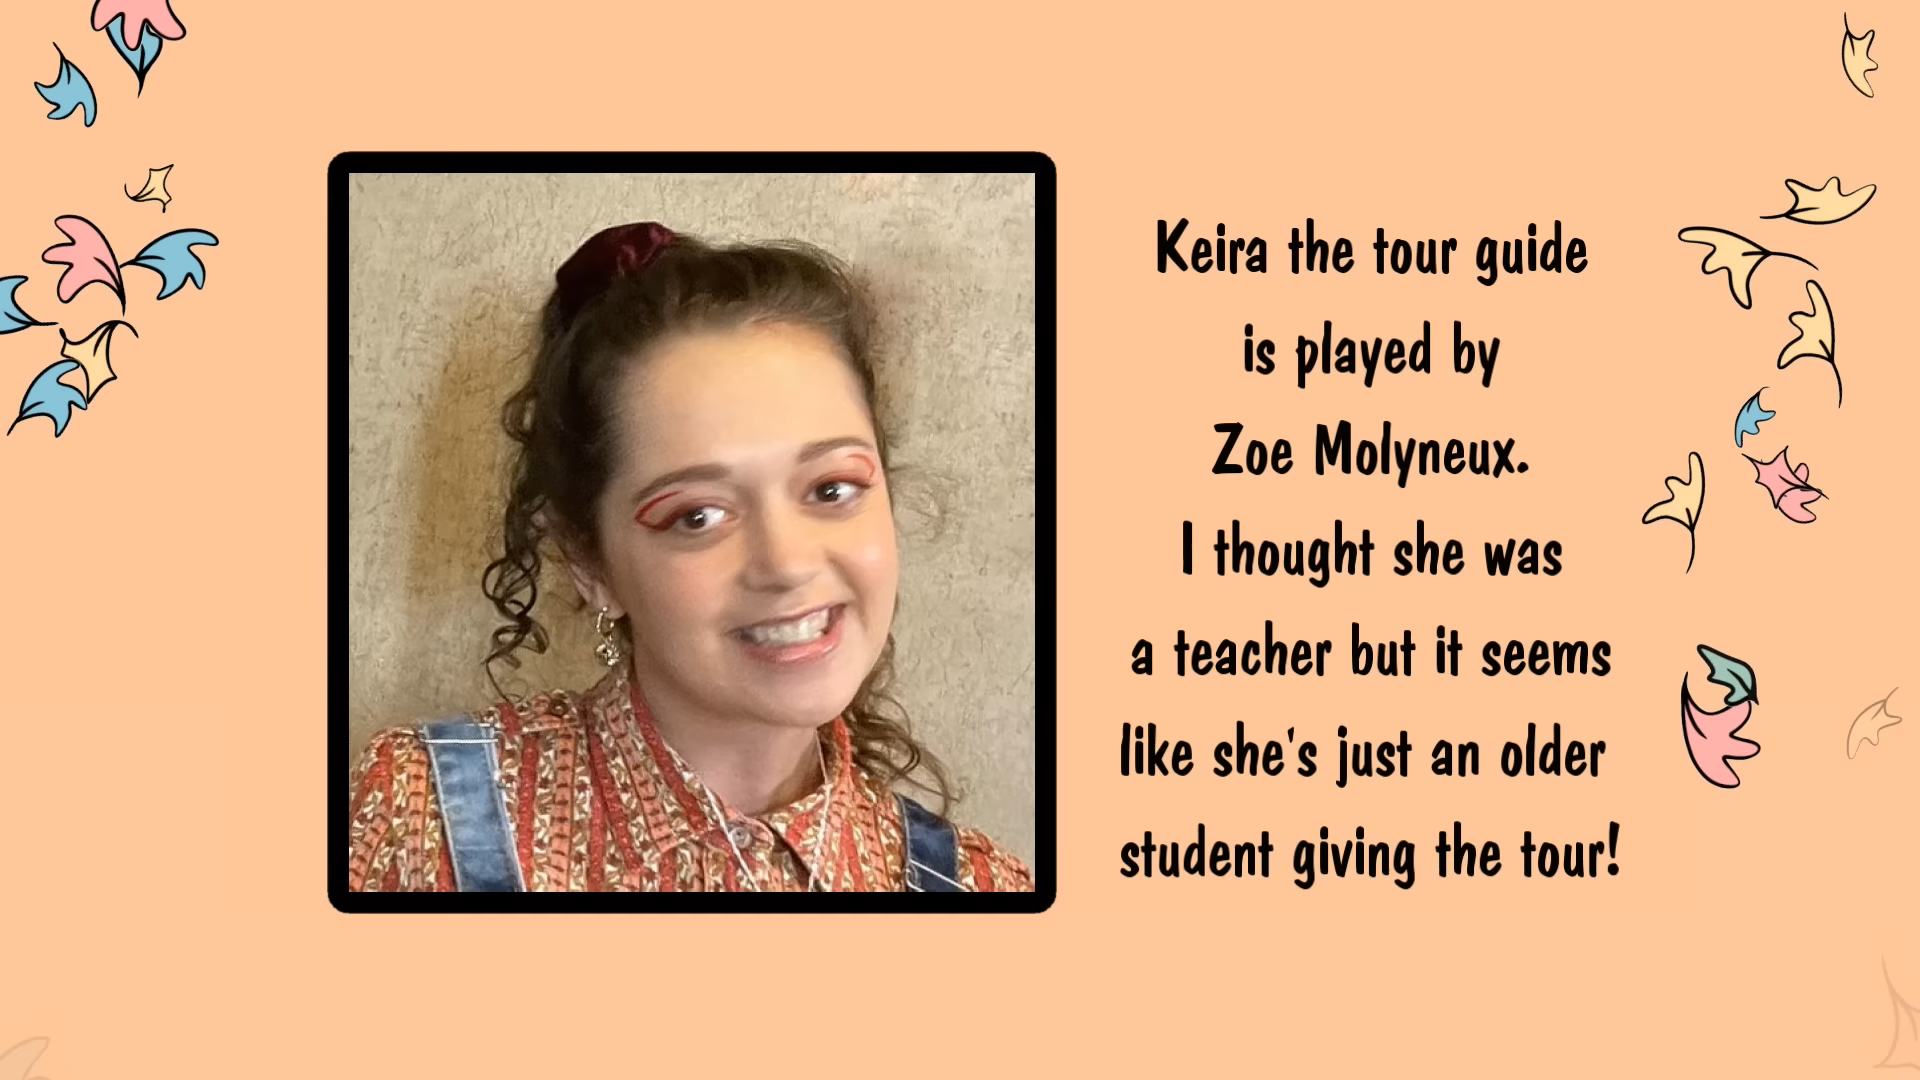 Keira the tour guide
is played by
Zoe Molyneux.
I thought she was
a teacher but it seems
like she's just an older
student giving the tour!